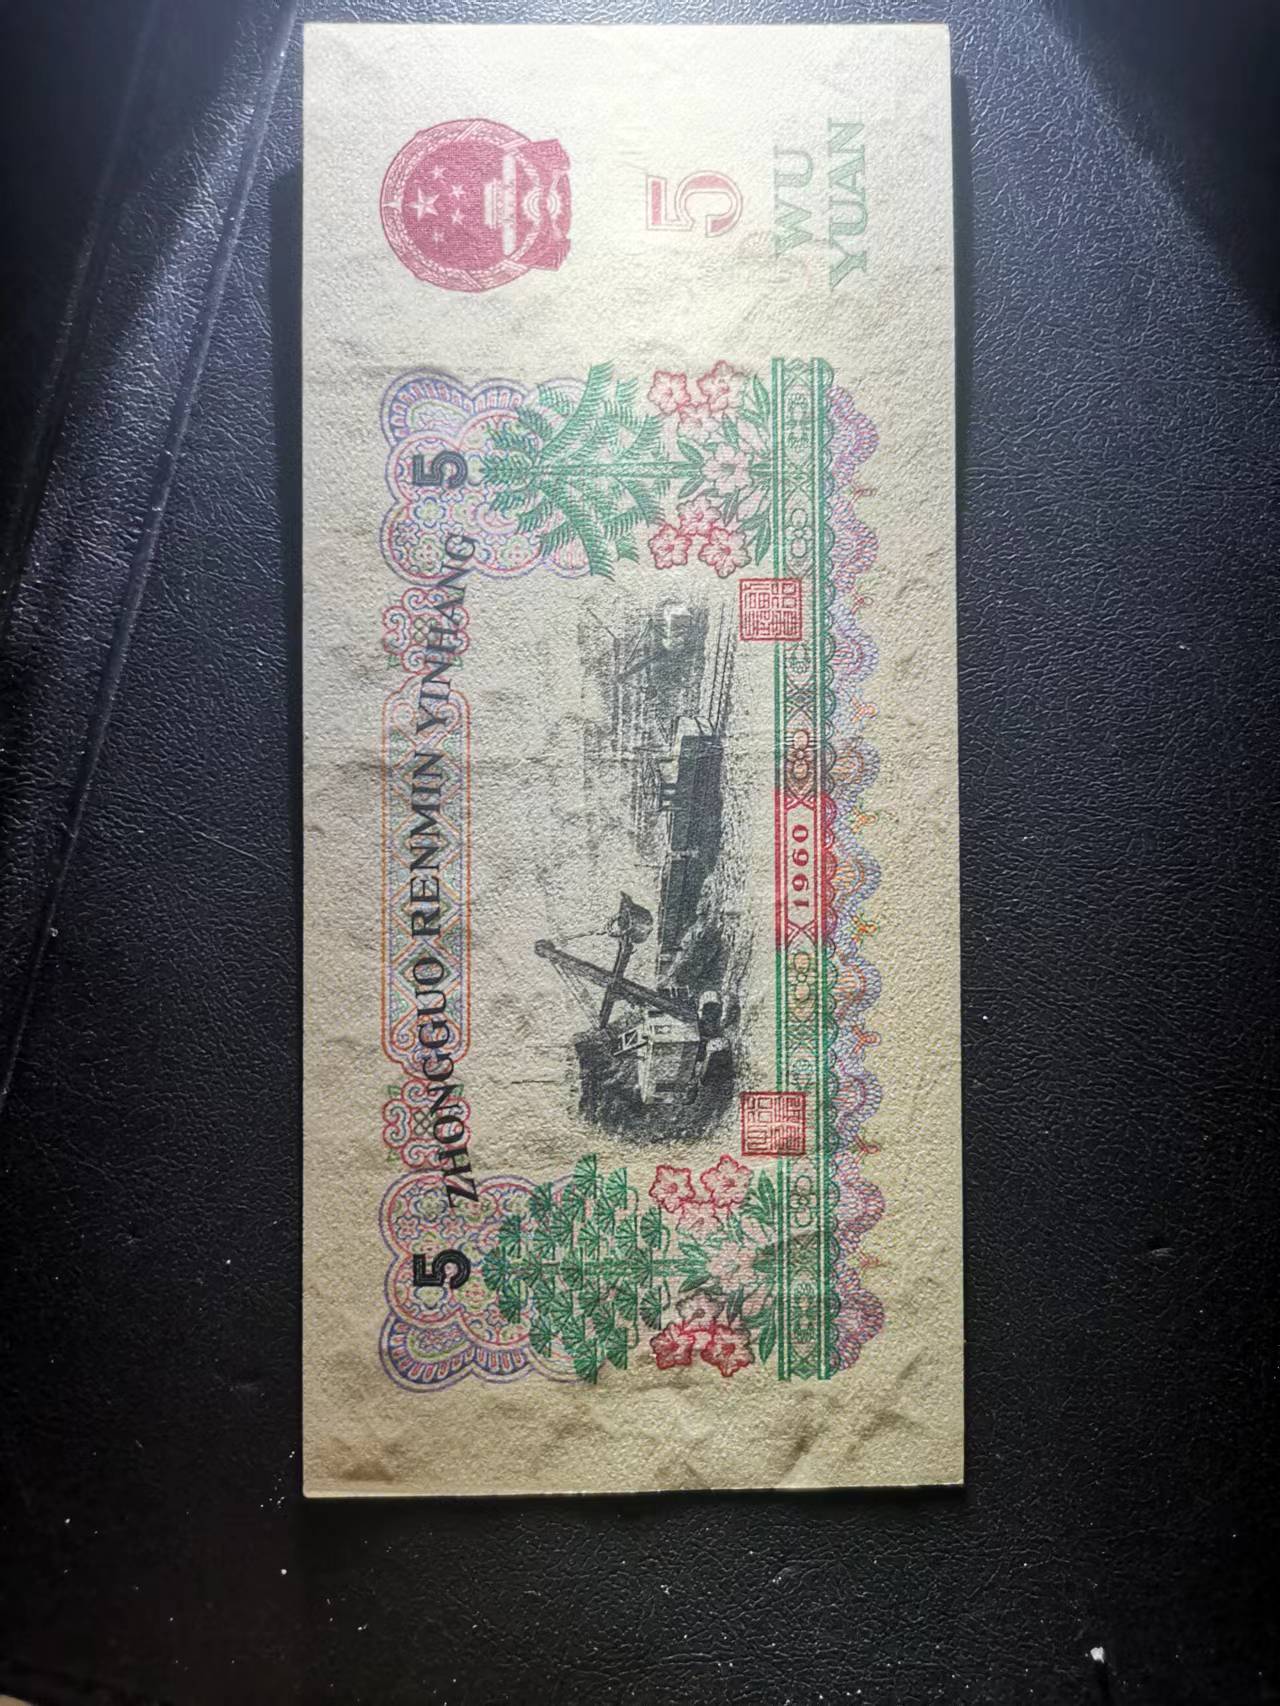 5 ZHONGGUO RENMIN YINHANG 5
5
WU
YUAN
1960